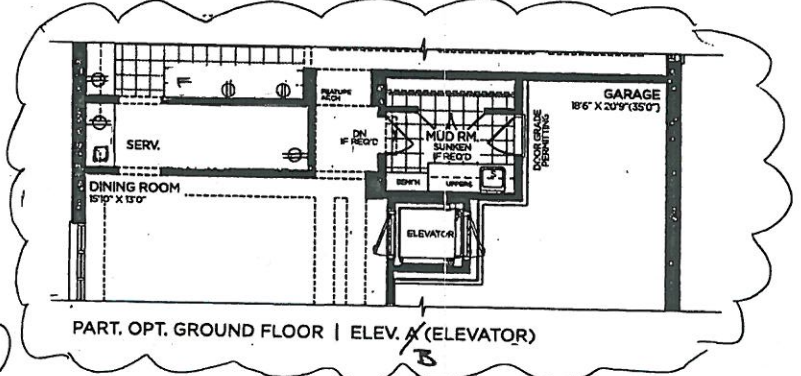 FEATURE
ARCH
GARAGE
18'6" X 20'9"(35'0")
DOOR GRADE
PERMITTING
DN
IF REQ'D
MUD RM.
SUNKEN
IF REQ'D
SERV.
BENCH
UPPERS
DINING ROOM
15'10" X 13'0"
ELEVATOR
PART. OPT. GROUND FLOOR | ELEV. A (ELEVATOR)
B